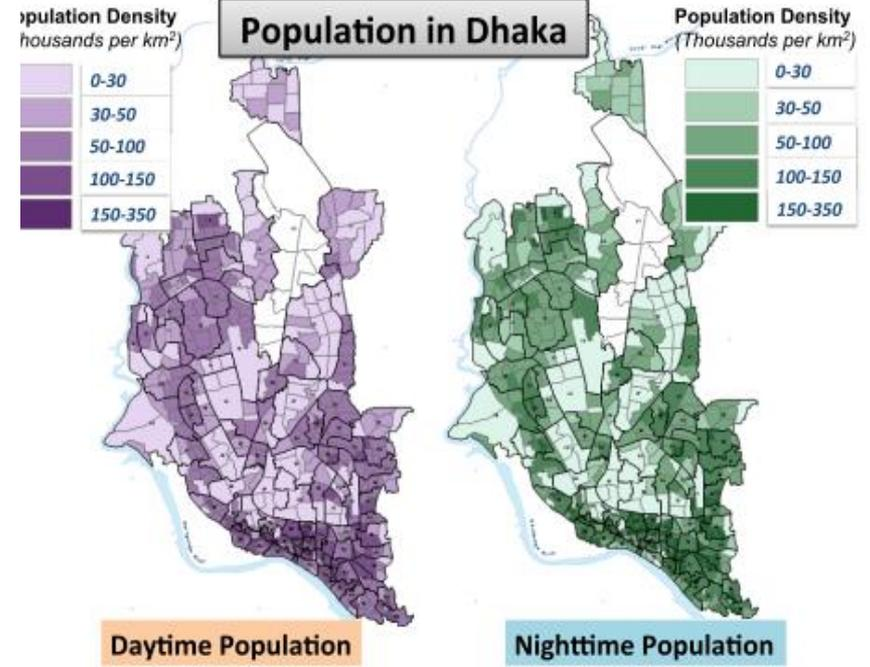 Population in Dhaka
opulation Density
housands per km²)
0-30
30-50
50-100
100-150
150-350
Population Density
(Thousands per km²)
0-30
30-50
50-100
100-150
150-350
Daytime Population
Nighttime Population